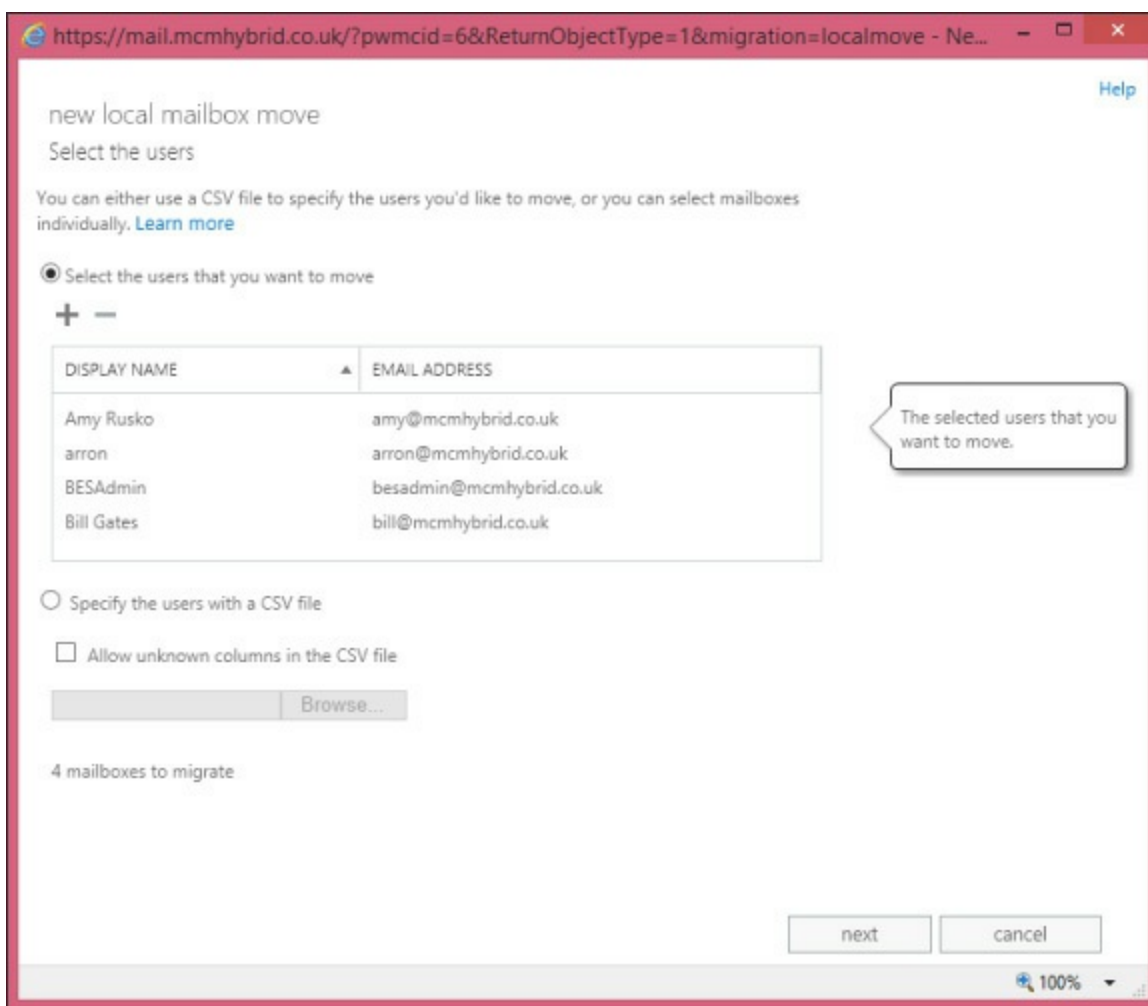 https://mail.mcmhybrid.co.uk/?pwmcid=6&ReturnObjectType=1&migration=localmove - Ne...
Help
new local mailbox move
Select the users
You can either use a CSV file to specify the users you'd like to move, or you can select mailboxes
individually. Learn more
Select the users that you want to move
DISPLAY NAME EMAIL ADDRESS
Amy Rusko amy@mcmhybrid.co.uk
arron arron@mcmhybrid.co.uk
BESAdmin besadmin@mcmhybrid.co.uk
Bill Gates bill@mcmhybrid.co.uk
The selected users that you
want to move.
Specify the users with a CSV file
Allow unknown columns in the CSV file
Browse...
4 mailboxes to migrate
next cancel
100%